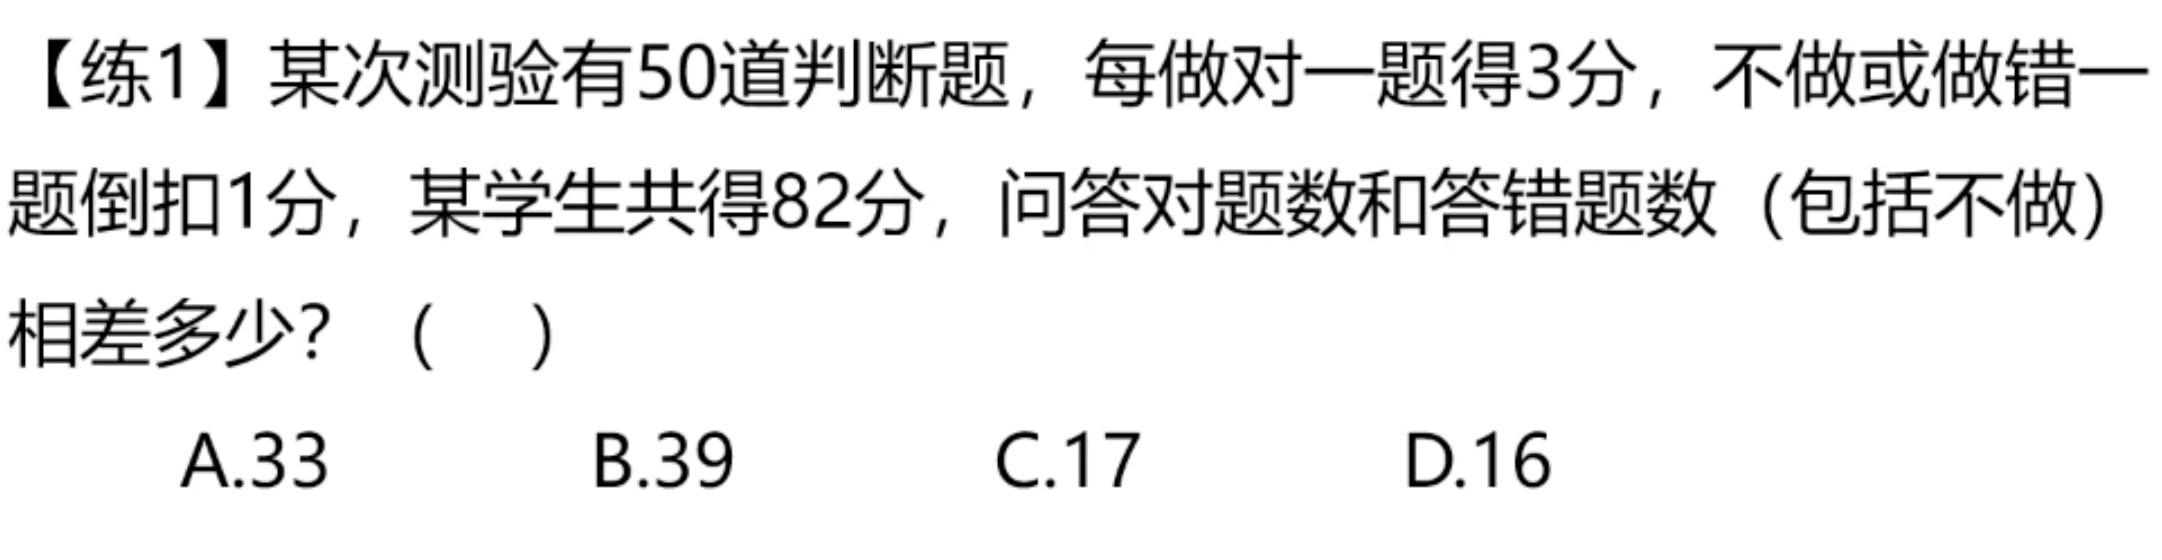 【练1】某次测验有50道判断题，每做对一题得3分，不做或做错一
题倒扣1分，某学生共得82分，问答对题数和答错题数（包括不做）
相差多少？（ ）
A.33 B.39 C.17 D.16